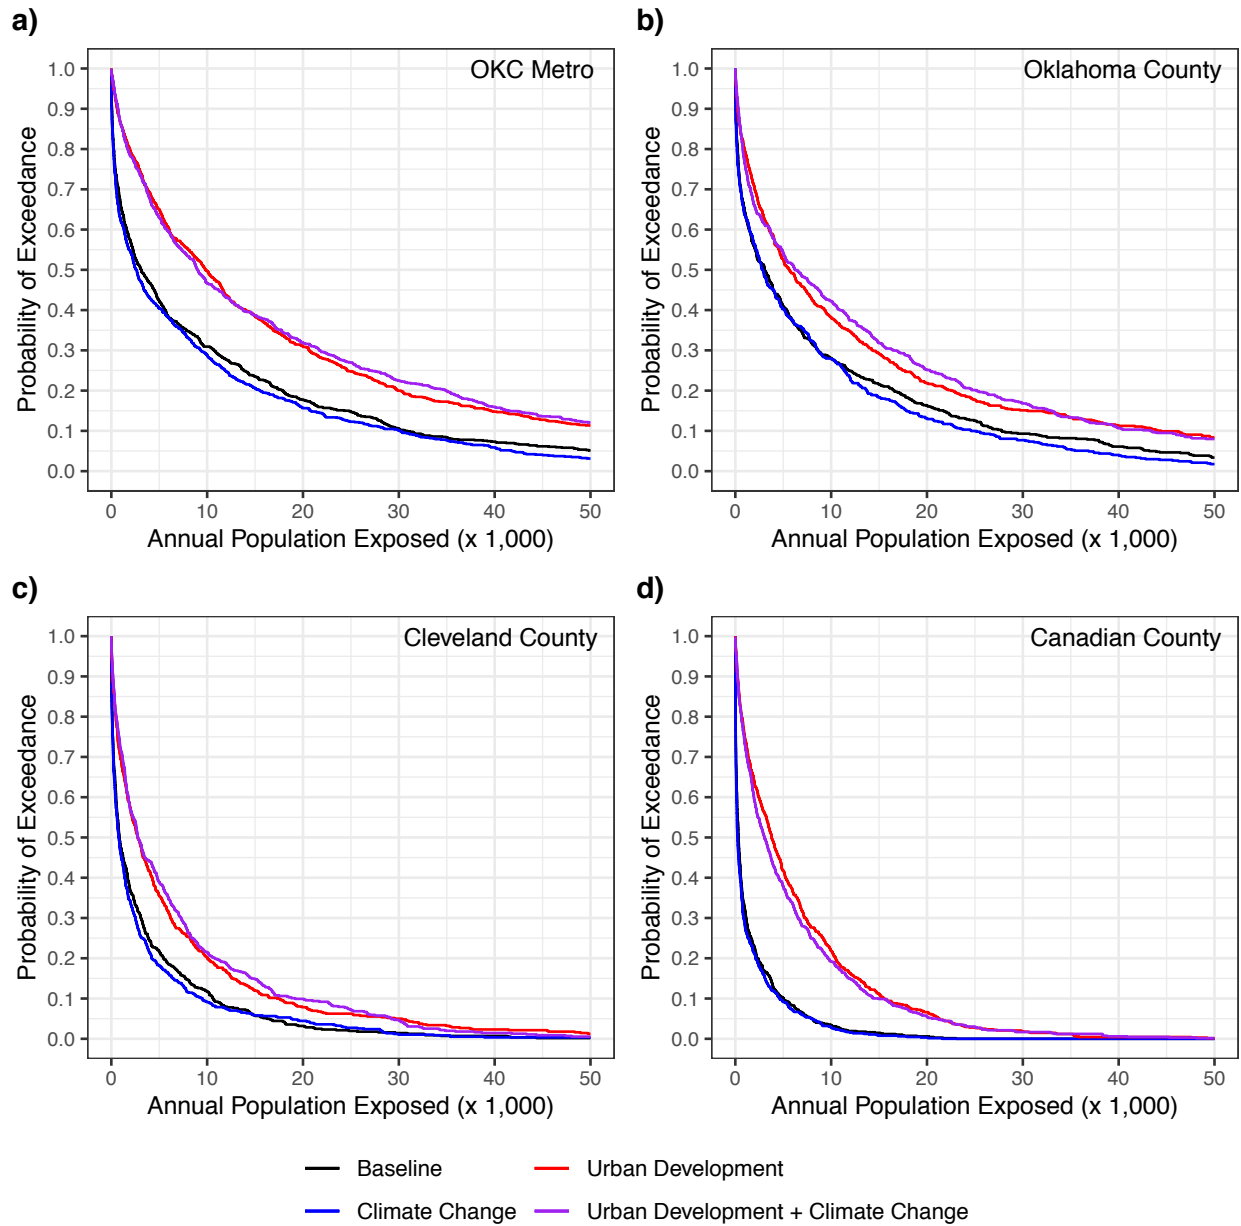 a)
OKC Metro
1.0
0.9
0.8
0.7
0.6
0.5
0.4
0.3
0.2
0.1
0.0
Probability of Exceedance
0 10 20 30 40 50
Annual Population Exposed (x 1,000)
b)
Oklahoma County
1.0
0.9
0.8
0.7
0.6
0.5
0.4
0.3
0.2
0.1
0.0
Probability of Exceedance
0 10 20 30 40 50
Annual Population Exposed (x 1,000)
c)
Cleveland County
1.0
0.9
0.8
0.7
0.6
0.5
0.4
0.3
0.2
0.1
0.0
Probability of Exceedance
0 10 20 30 40 50
Annual Population Exposed (x 1,000)
d)
Canadian County
1.0
0.9
0.8
0.7
0.6
0.5
0.4
0.3
0.2
0.1
0.0
Probability of Exceedance
0 10 20 30 40 50
Annual Population Exposed (x 1,000)
Baseline
Urban Development
Climate Change
Urban Development + Climate Change